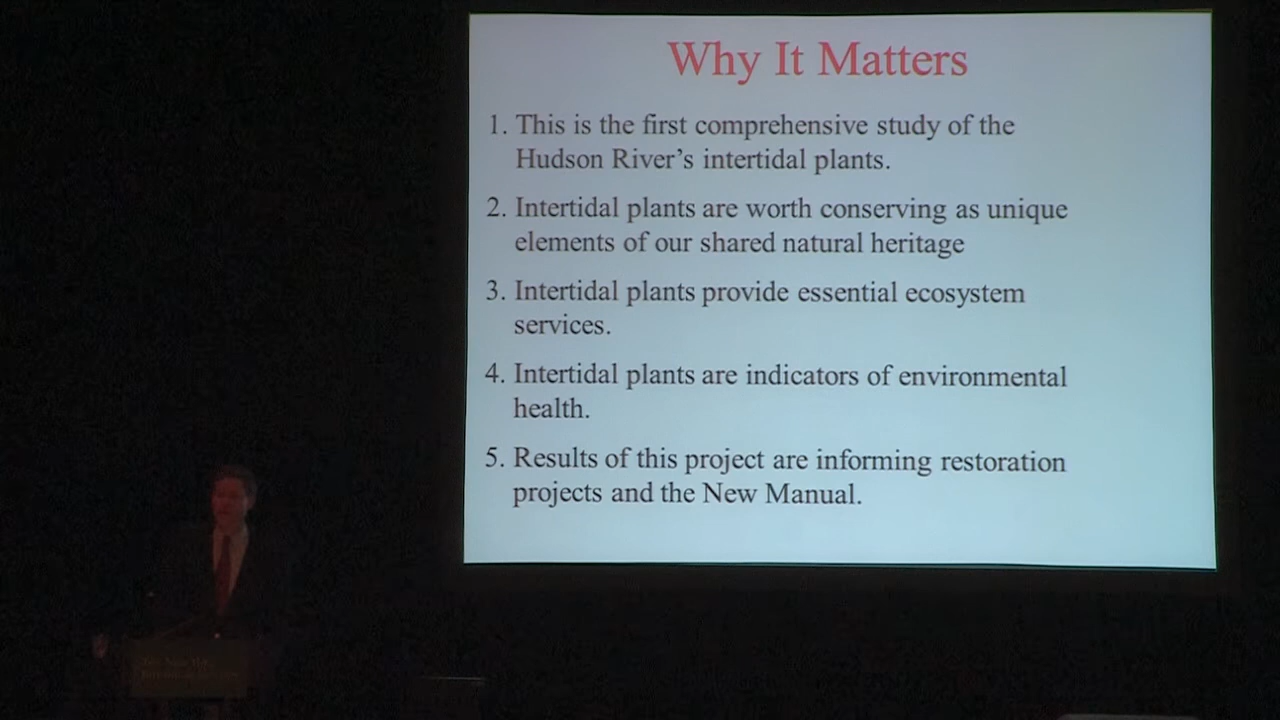 Why It Matters
1. This is the first comprehensive study of the
Hudson River's intertidal plants.
2. Intertidal plants are worth conserving as unique
elements of our shared natural heritage
3. Intertidal plants provide essential ecosystem
services.
4. Intertidal plants are indicators of environmental
health.
5. Results of this project are informing restoration
projects and the New Manual.